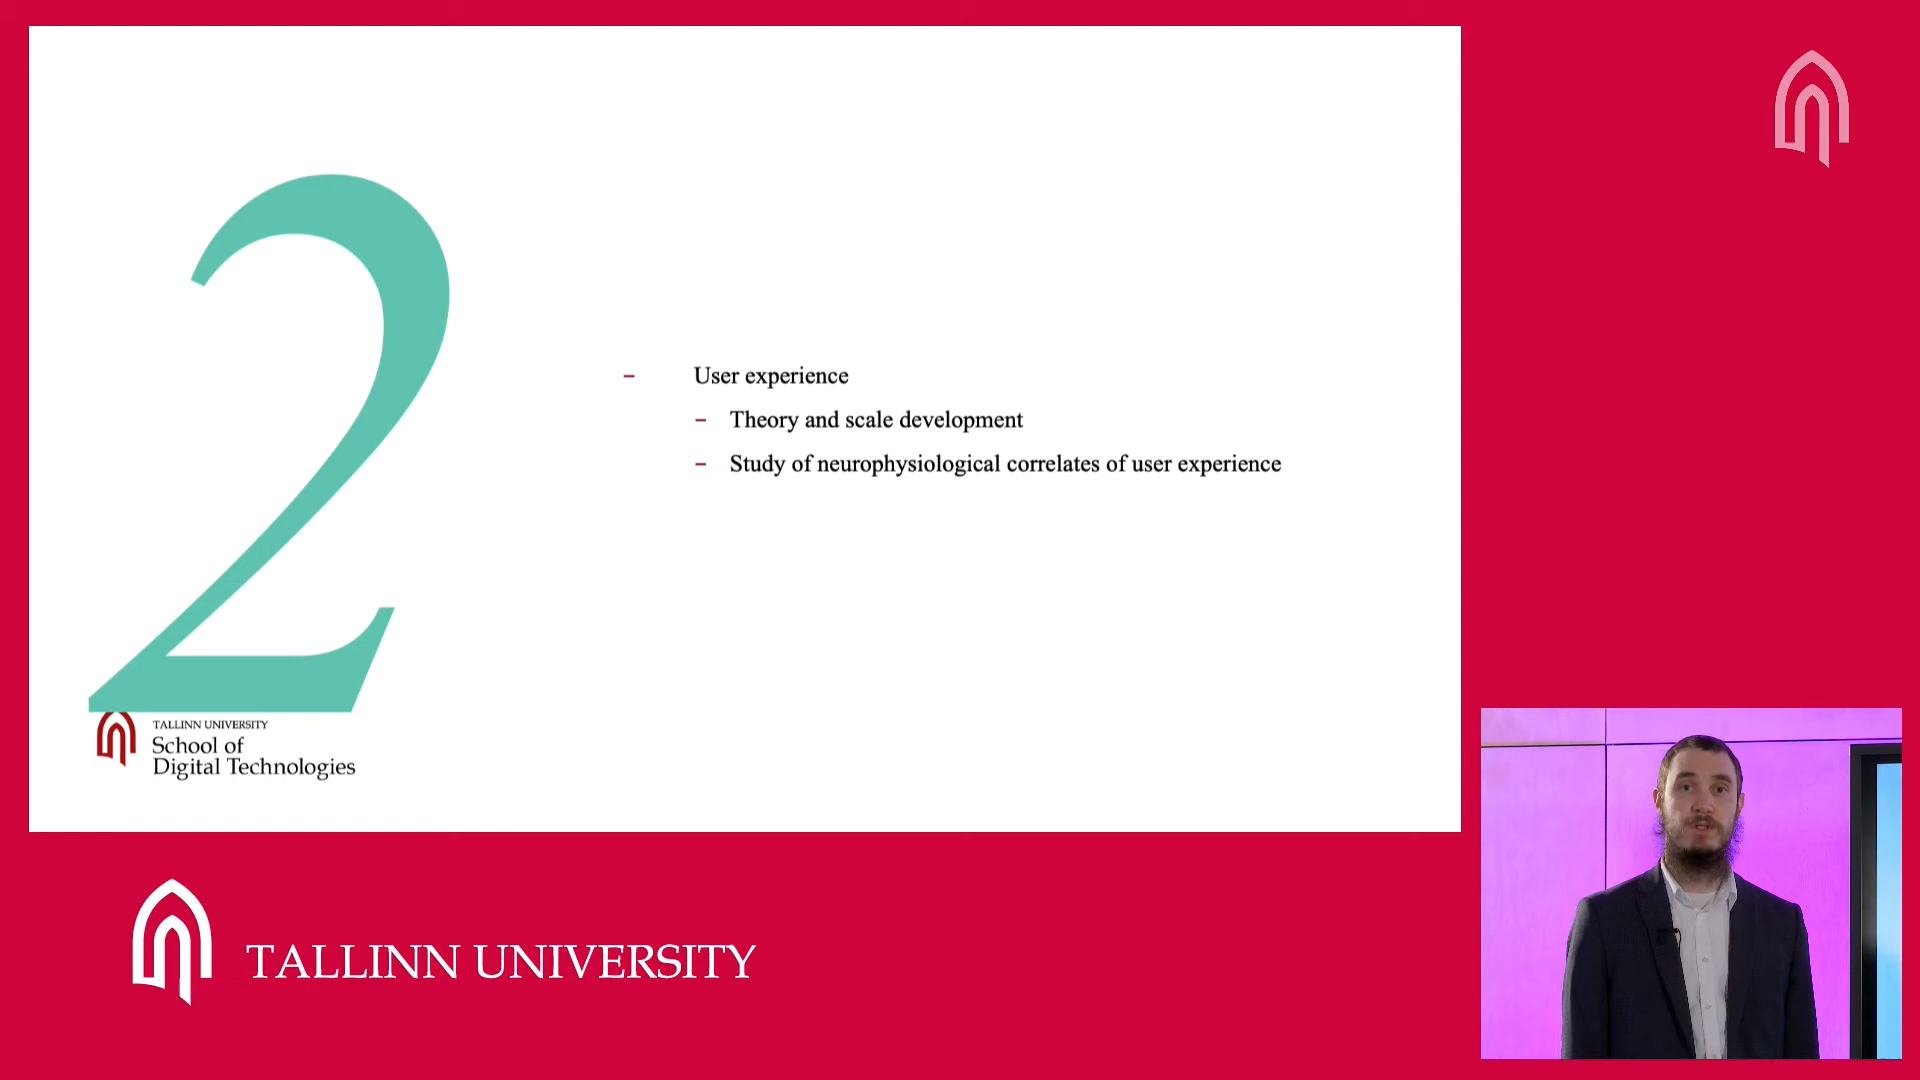 2
– User experience
– Theory and scale development
– Study of neurophysiological correlates of user experience
TALLINN UNIVERSITY
School of
Digital Technologies
TALLINN UNIVERSITY